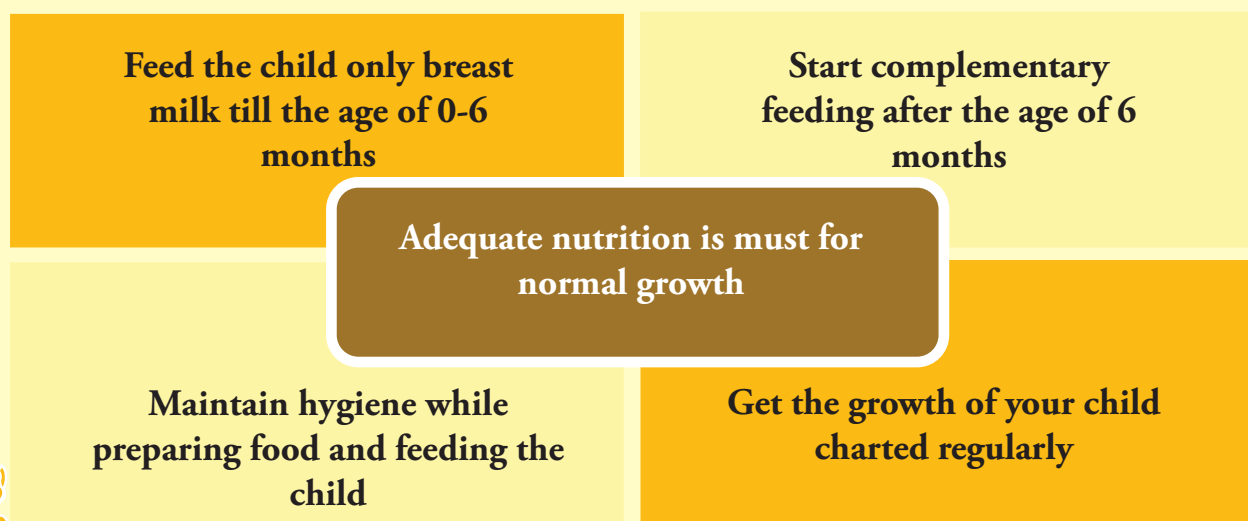 Feed the child only breast
milk till the age of 0-6
months
Start complementary
feeding after the age of 6
months
Adequate nutrition is must for
normal growth
Maintain hygiene while
preparing food and feeding the
child
Get the growth of your child
charted regularly